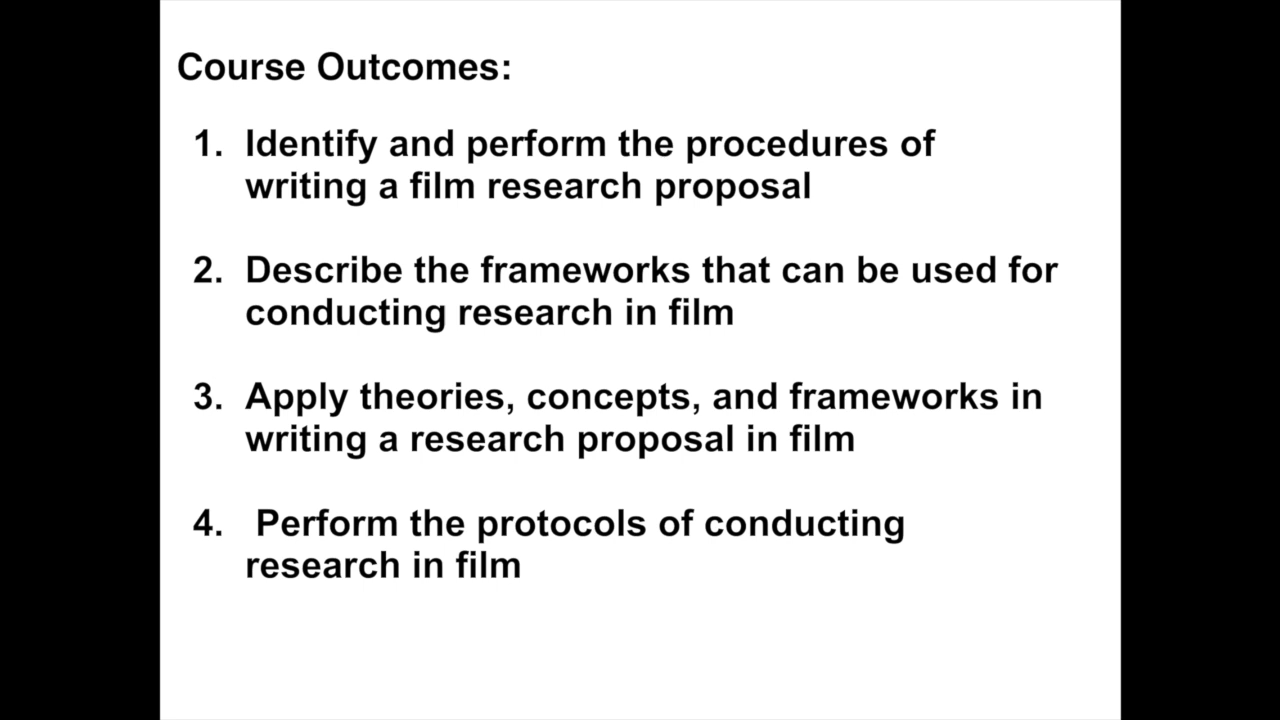 Course Outcomes:
1. Identify and perform the procedures of
writing a film research proposal
2. Describe the frameworks that can be used for
conducting research in film
3. Apply theories, concepts, and frameworks in
writing a research proposal in film
4. Perform the protocols of conducting
research in film